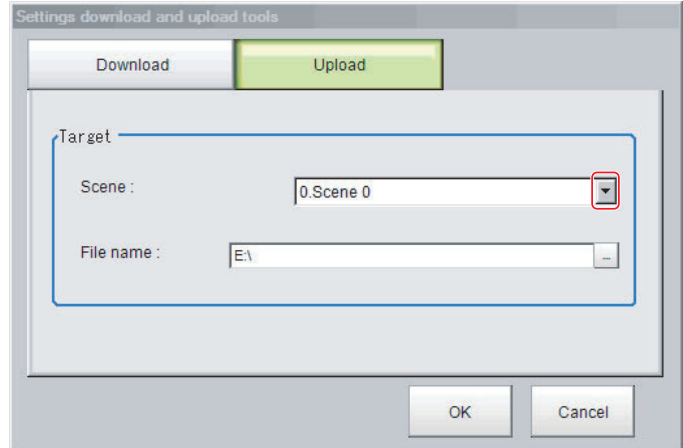 Settings download and upload tools
Download Upload
Target
Scene : 0.Scene 0
File name : E:\ ...
OK Cancel